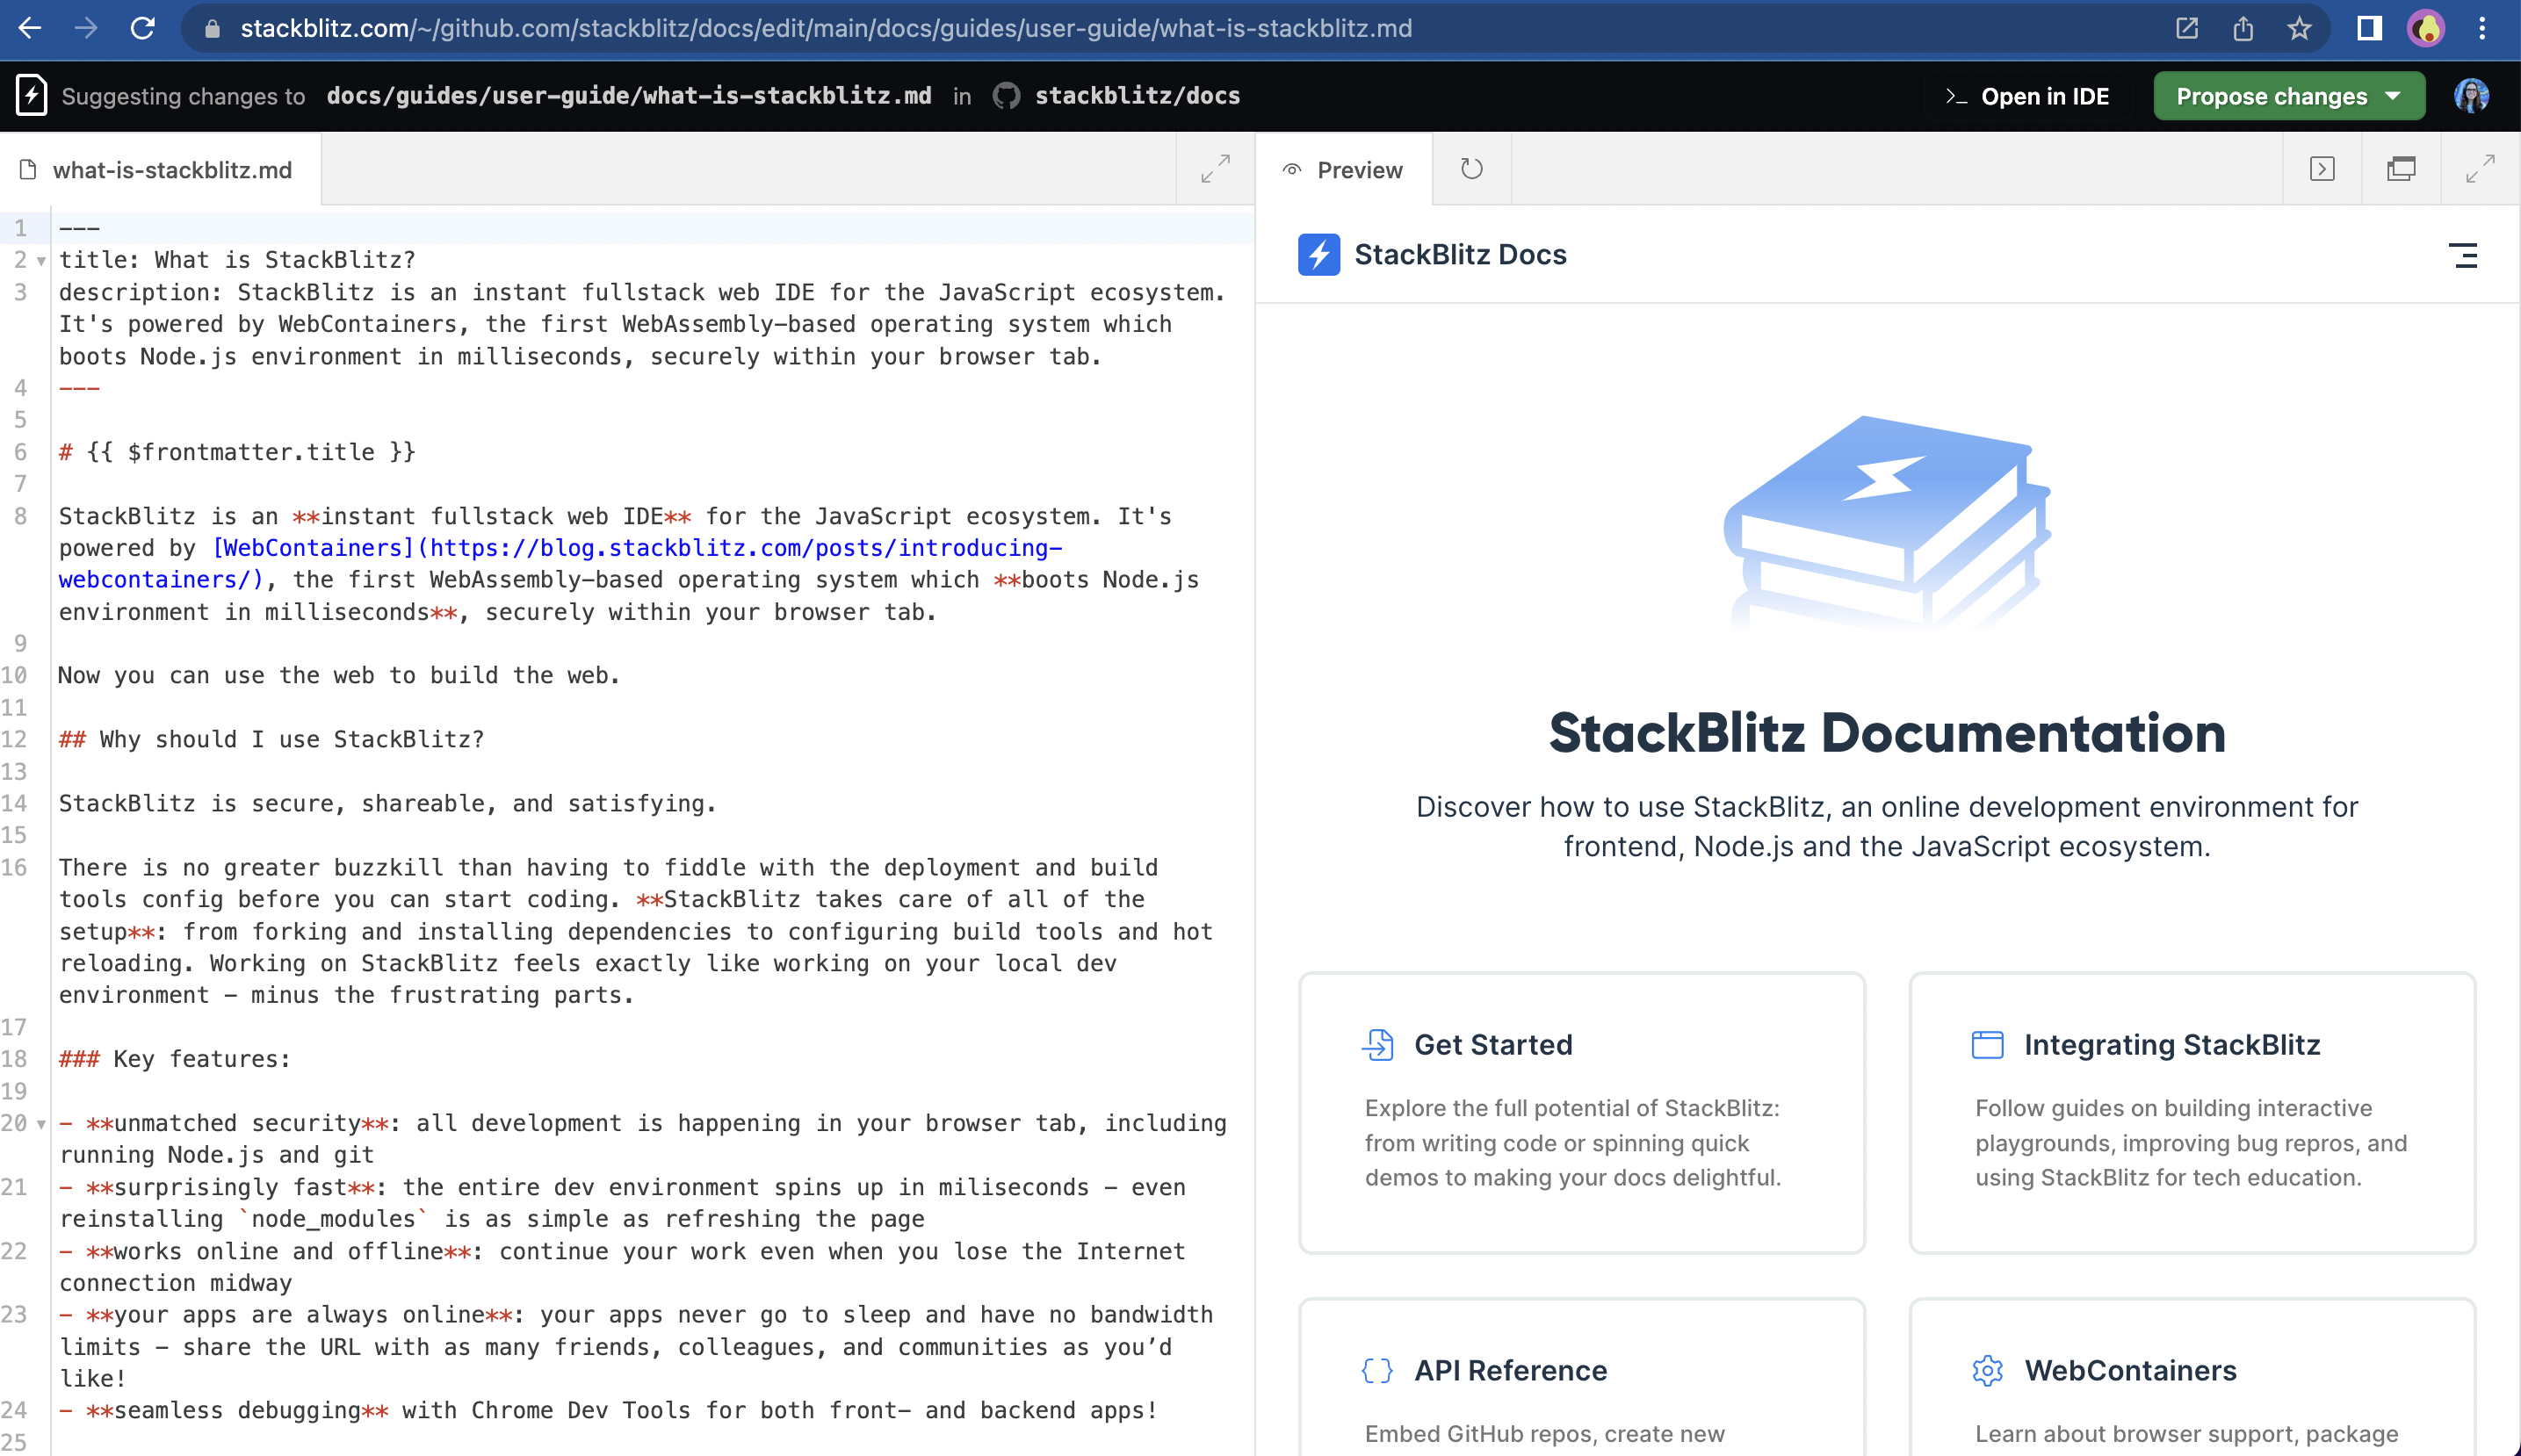 stackblitz.com/~/github.com/stackblitz/docs/edit/main/docs/guides/user-guide/what-is-stackblitz.md
Suggesting changes to docs/guides/user-guide/what-is-stackblitz.md in stackblitz/docs
Open in IDE
Propose changes
what-is-stackblitz.md
1 ---
2 title: What is StackBlitz?
3 description: StackBlitz is an instant fullstack web IDE for the JavaScript ecosystem.
It's powered by WebContainers, the first WebAssembly-based operating system which
boots Node.js environment in milliseconds, securely within your browser tab.
4 ---
5
6 # {{ $frontmatter.title }}
7
8 StackBlitz is an **instant fullstack web IDE** for the JavaScript ecosystem. It's
powered by [WebContainers](https://blog.stackblitz.com/posts/introducing-
webcontainers/), the first WebAssembly-based operating system which **boots Node.js
environment in milliseconds**, securely within your browser tab.
9
10 Now you can use the web to build the web.
11
12 ## Why should I use StackBlitz?
13
14 StackBlitz is secure, shareable, and satisfying.
15
16 There is no greater buzzkill than having to fiddle with the deployment and build
tools config before you can start coding. **StackBlitz takes care of all of the
setup**: from forking and installing dependencies to configuring build tools and hot
reloading. Working on StackBlitz feels exactly like working on your local dev
environment - minus the frustrating parts.
17
18 ### Key features:
19
20 - **unmatched security**: all development is happening in your browser tab, including
running Node.js and git
21 - **surprisingly fast**: the entire dev environment spins up in miliseconds - even
reinstalling `node_modules` is as simple as refreshing the page
22 - **works online and offline**: continue your work even when you lose the Internet
connection midway
23 - **your apps are always online**: your apps never go to sleep and have no bandwidth
limits - share the URL with as many friends, colleagues, and communities as you’d
like!
24 - **seamless debugging** with Chrome Dev Tools for both front- and backend apps!
25
Preview
StackBlitz Docs
StackBlitz Documentation
Discover how to use StackBlitz, an online development environment for
frontend, Node.js and the JavaScript ecosystem.
Get Started
Explore the full potential of StackBlitz:
from writing code or spinning quick
demos to making your docs delightful.
Integrating StackBlitz
Follow guides on building interactive
playgrounds, improving bug repros, and
using StackBlitz for tech education.
API Reference
Embed GitHub repos, create new
WebContainers
Learn about browser support, package